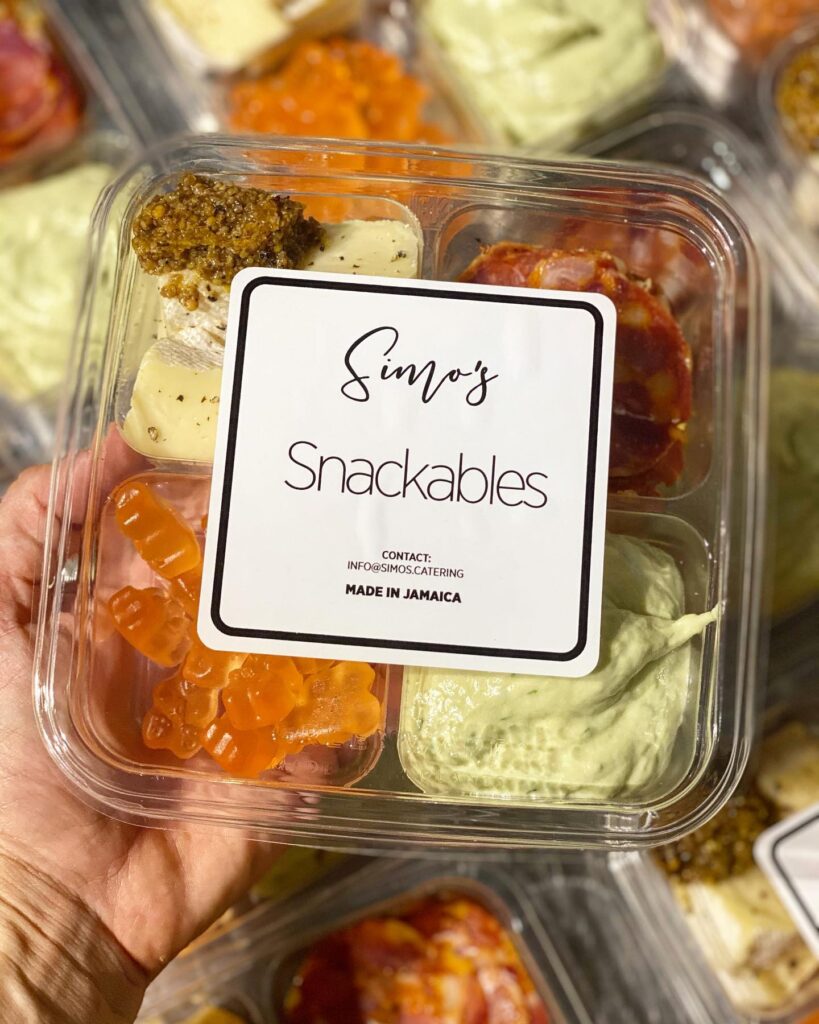 Simo's
Snackables
CONTACT:
INFO@SIMOS.CATERING
MADE IN JAMAICA